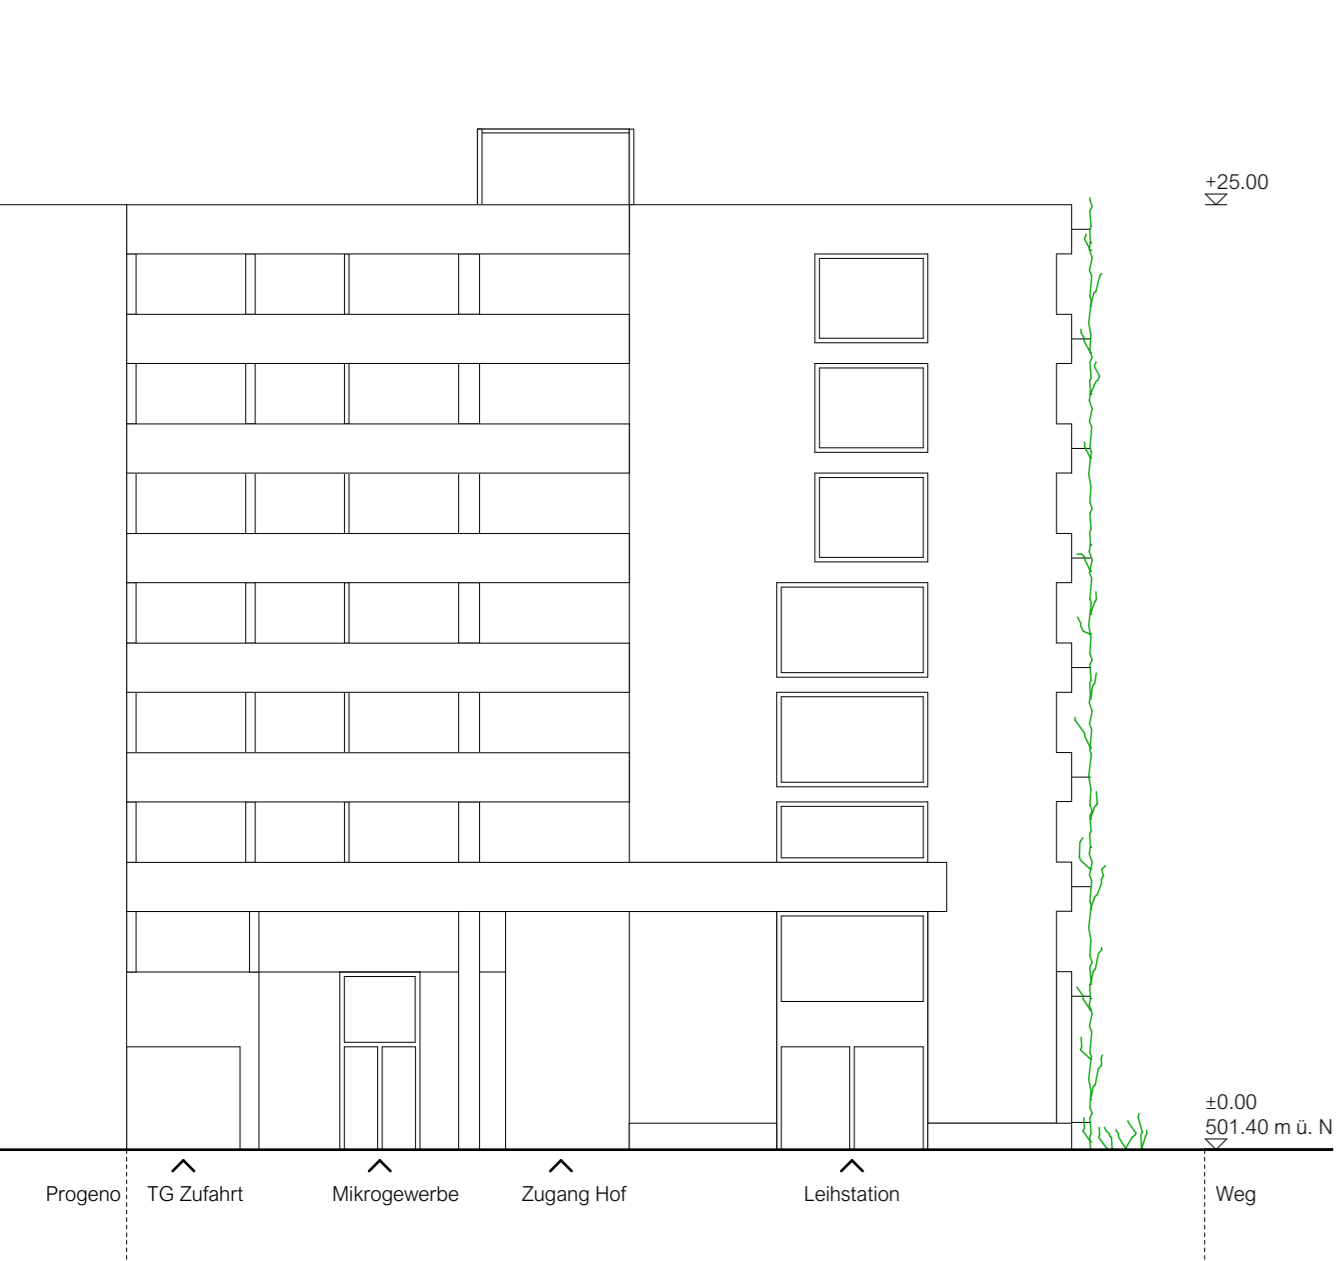 +25.00
±0.00
501.40 m ü. N
Progeno
TG Zufahrt
Mikrogewerbe
Zugang Hof
Leihstation
Weg